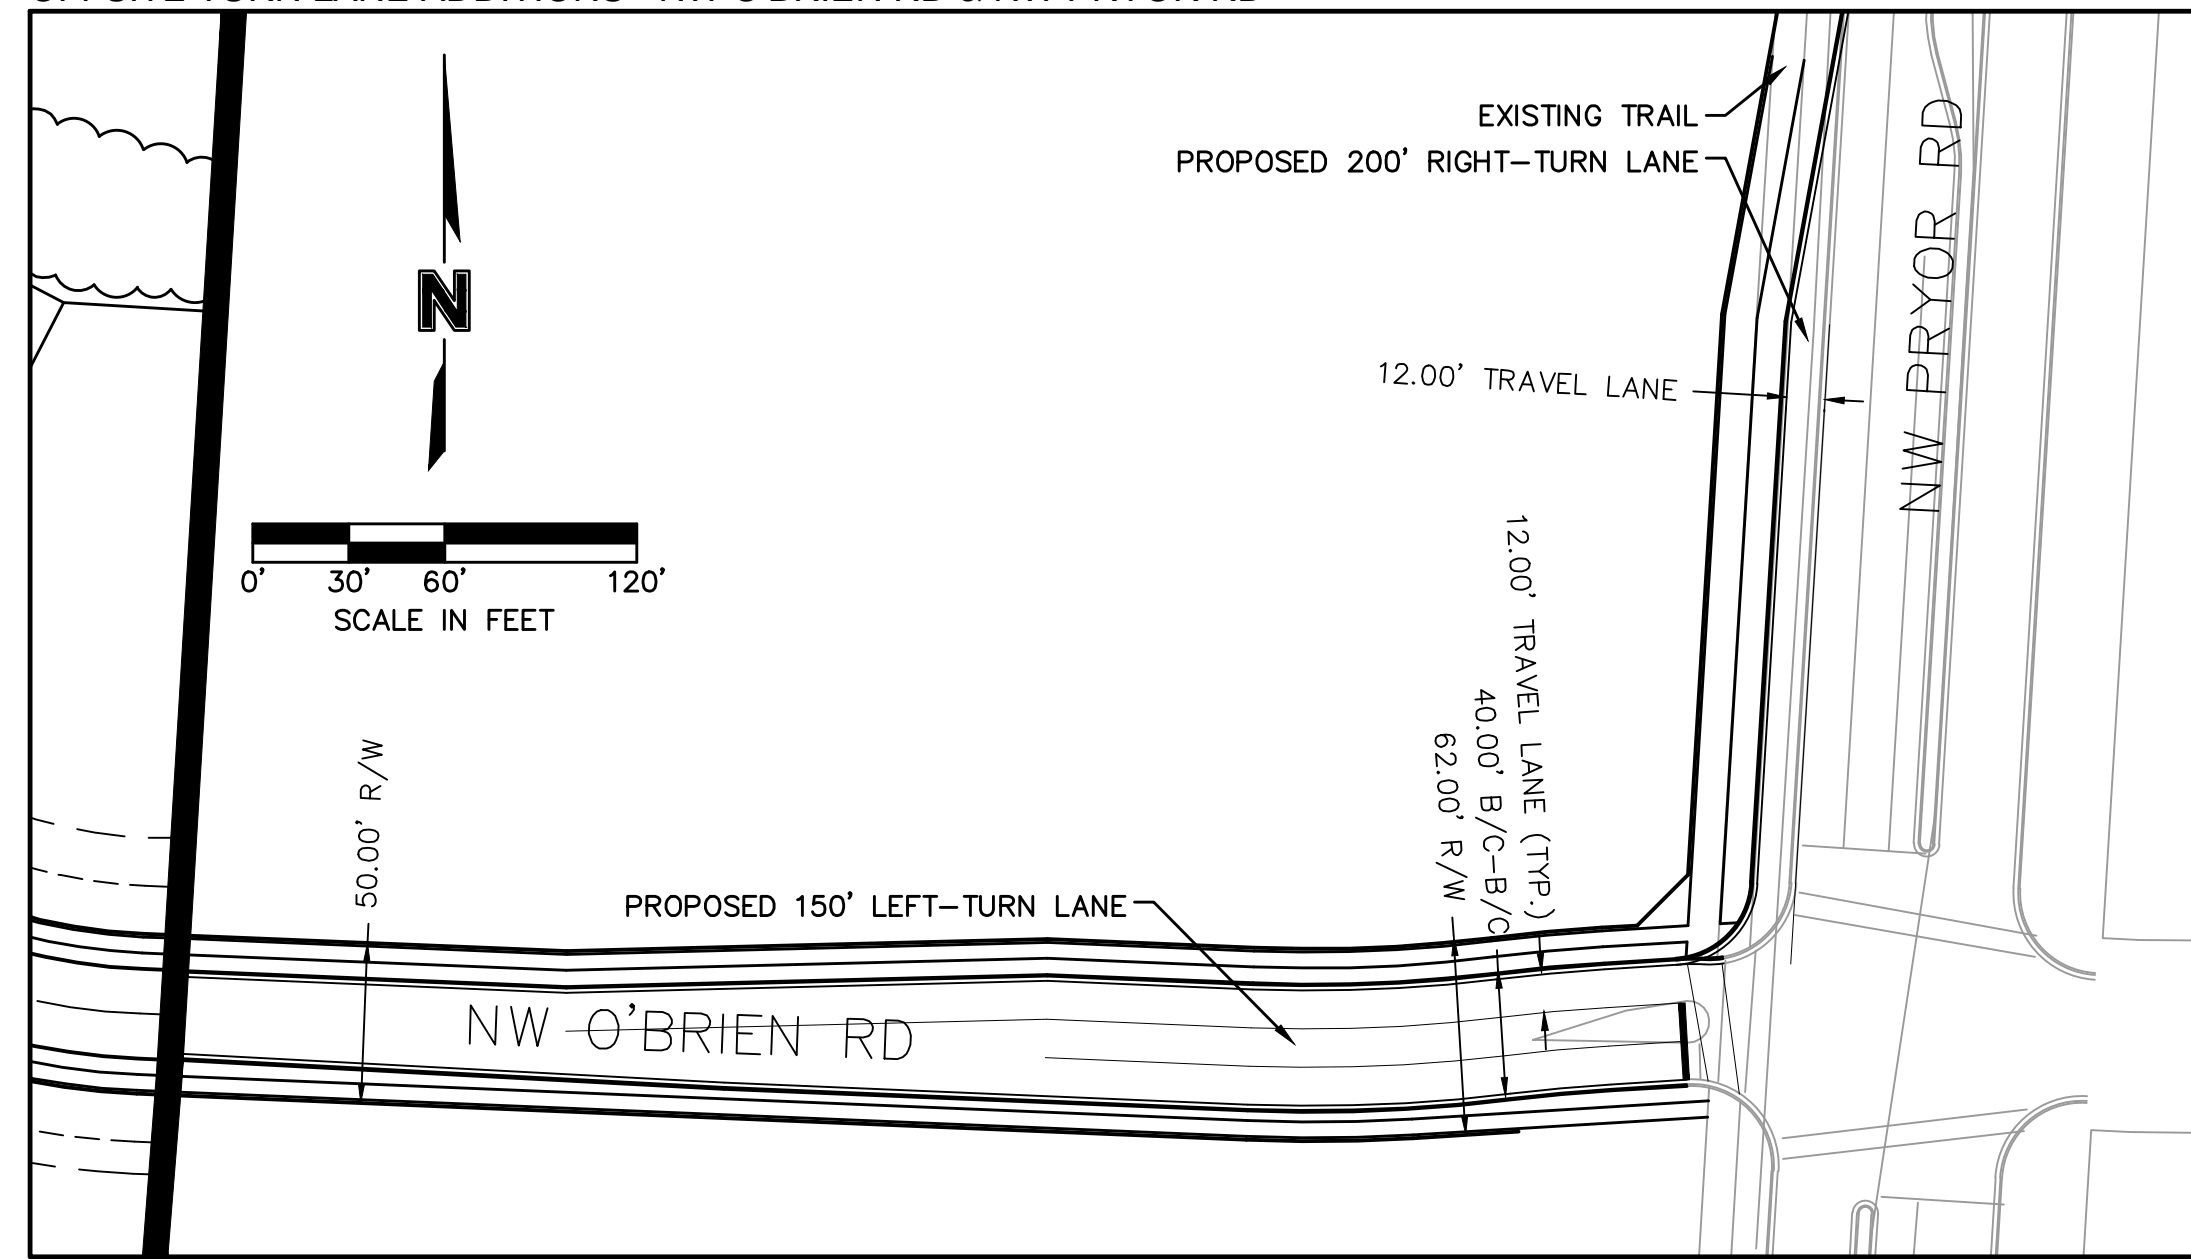 EXISTING TRAIL
PROPOSED 200' RIGHT-TURN LANE
NW PRYOR RD
N
12.00' TRAVEL LANE
0' 30' 60' 120'
SCALE IN FEET
12.00' TRAVEL LANE (TYP.)
40.00' B/C-B/C
62.00' R/W
50.00' R/W
PROPOSED 150' LEFT-TURN LANE
NW O'BRIEN RD